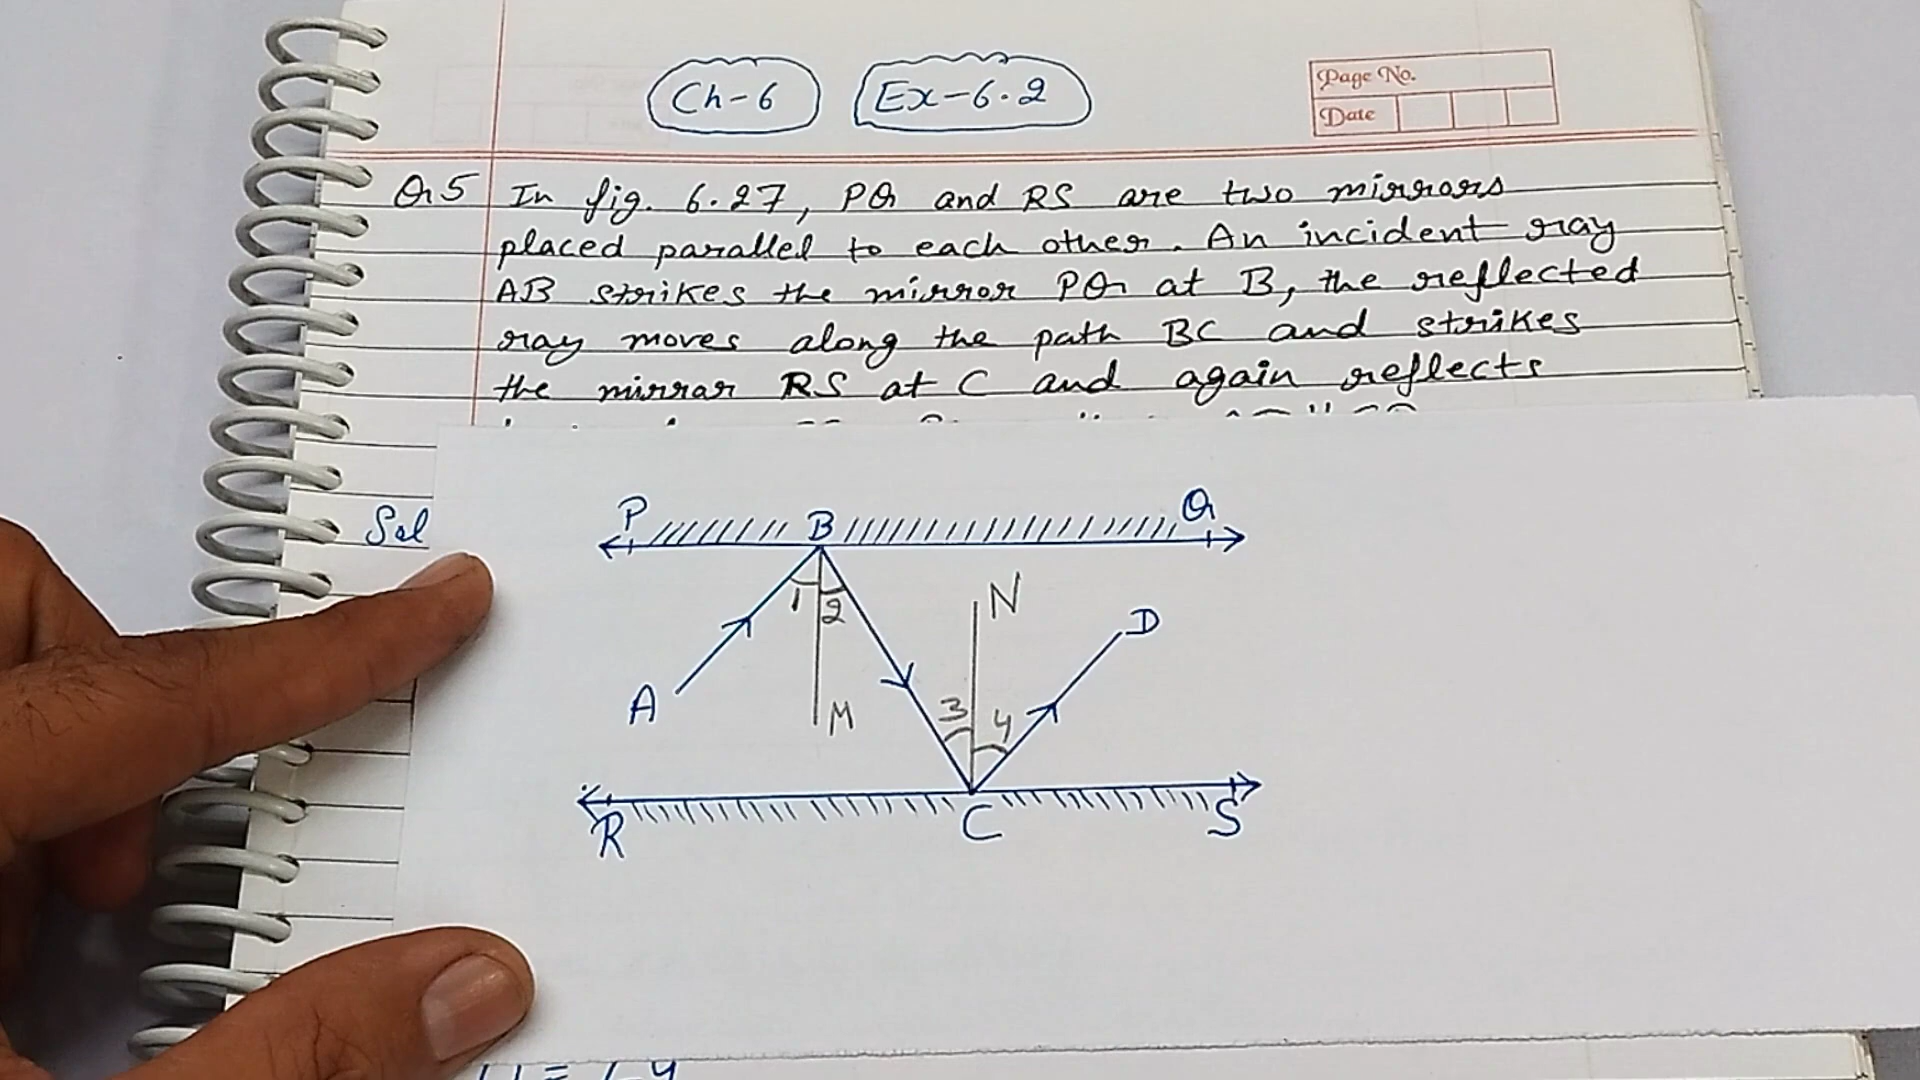 Ch-6 Ex-6.2
Page No.
Date
Q5 In fig. 6.27, PQ and RS are two mirrors
placed parallel to each other. An incident ray
AB strikes the mirror PQ at B, the reflected
ray moves along the path BC and strikes
the mirrar RS at C and again reflects
Sol
P B Q
1 2 N
D
A M 3 4
R C S